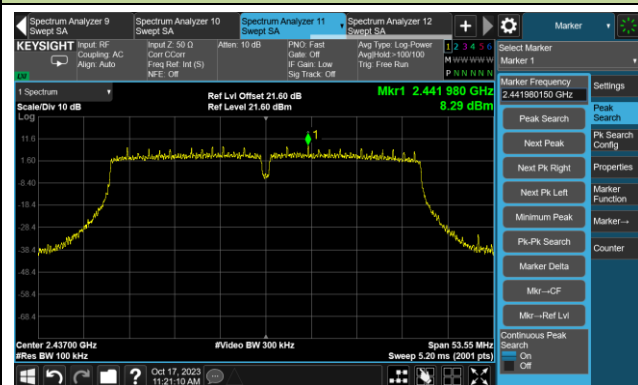 Spectrum Analyzer 9
Swept SA
Spectrum Analyzer 10
Swept SA
Spectrum Analyzer 11
Swept SA
Spectrum Analyzer 12
Swept SA
Marker
KEYSIGHT
Input: RF
Coupling: AC
Align: Auto
Input Z: 50 Ω
Corr CCorr
Freq Ref: Int (S)
NFE: Off
Atten: 10 dB
PNO: Fast
Gate: Off
IF Gain: Low
Sig Track: Off
Avg Type: Log-Power
Avg|Hold:>100/100
Trig: Free Run
1 2 3 4 5 6
M W W W W W
P N N N N N
Select Marker
Marker 1
1 Spectrum
Scale/Div 10 dB
Log
Ref Lvl Offset 21.60 dB
Ref Level 21.60 dBm
Mkr1 2.441 980 GHz
8.29 dBm
11.6
1.60
-8.40
-18.4
-28.4
-38.4
-48.4
-58.4
-68.4
1
Center 2.43700 GHz
#Res BW 100 kHz
#Video BW 300 kHz
Span 53.55 MHz
Sweep 5.20 ms (2001 pts)
Marker Frequency
2.441980150 GHz
Peak Search
Next Peak
Next Pk Right
Next Pk Left
Minimum Peak
Pk-Pk Search
Marker Delta
Mkr→CF
Mkr→Ref Lvl
Continuous Peak
Search
On
Off
Settings
Peak
Search
Pk Search
Config
Properties
Marker
Function
Marker→
Counter
Oct 17, 2023
11:21:10 AM